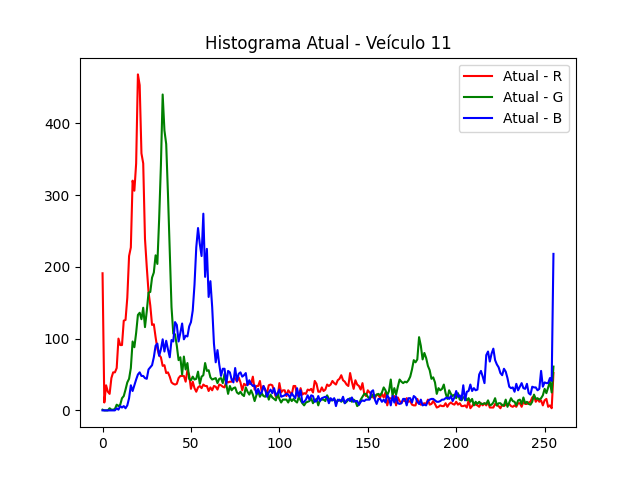 Histograma Atual - Veículo 11
Atual - R
Atual - G
Atual - B
400
300
200
100
0
0 50 100 150 200 250